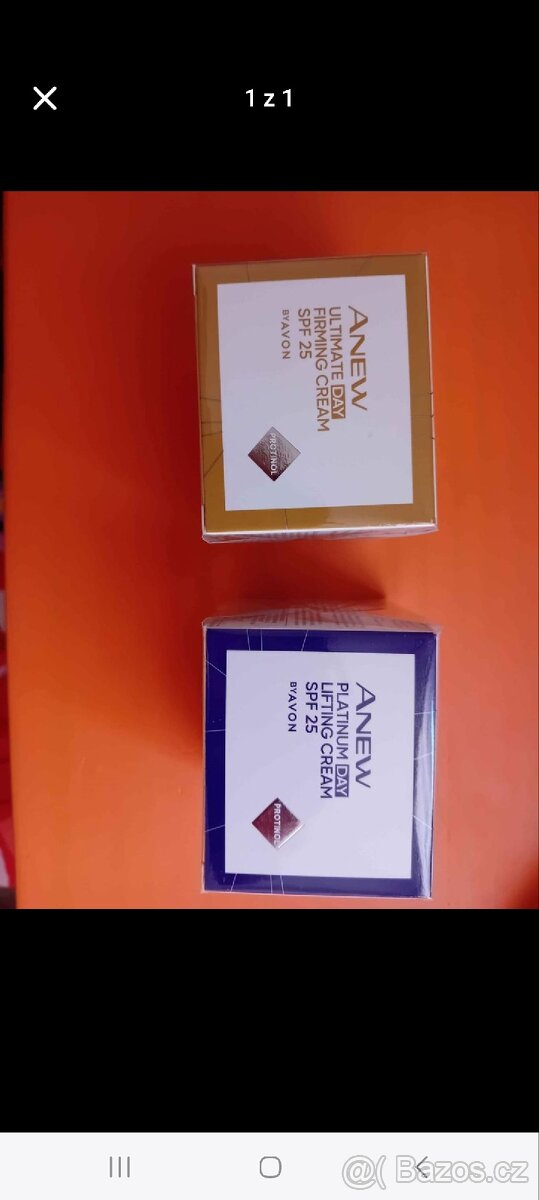 1 z 1
ANEW
ULTIMATE DAY
FIRMING CREAM
SPF 25
BY AVON
PROTINOL
ANEW
PLATINUM DAY
LIFTING CREAM
SPF 25
BY AVON
PROTINOL
@( Bazos.cz